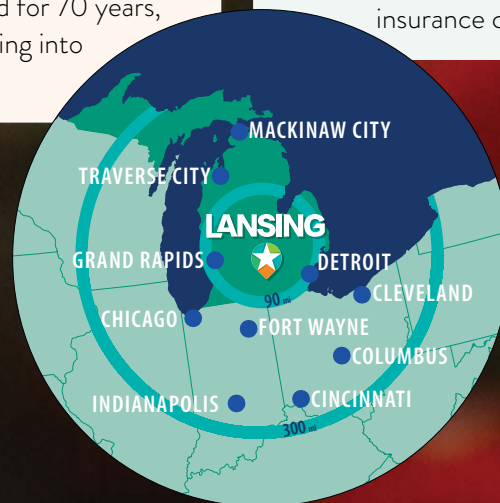 d for 70 years,
ing into
insurance c
MACKINAW CITY
TRAVERSE CITY
LANSING
GRAND RAPIDS
DETROIT
90 mi
CLEVELAND
CHICAGO
FORT WAYNE
COLUMBUS
INDIANAPOLIS
CINCINNATI
300 mi